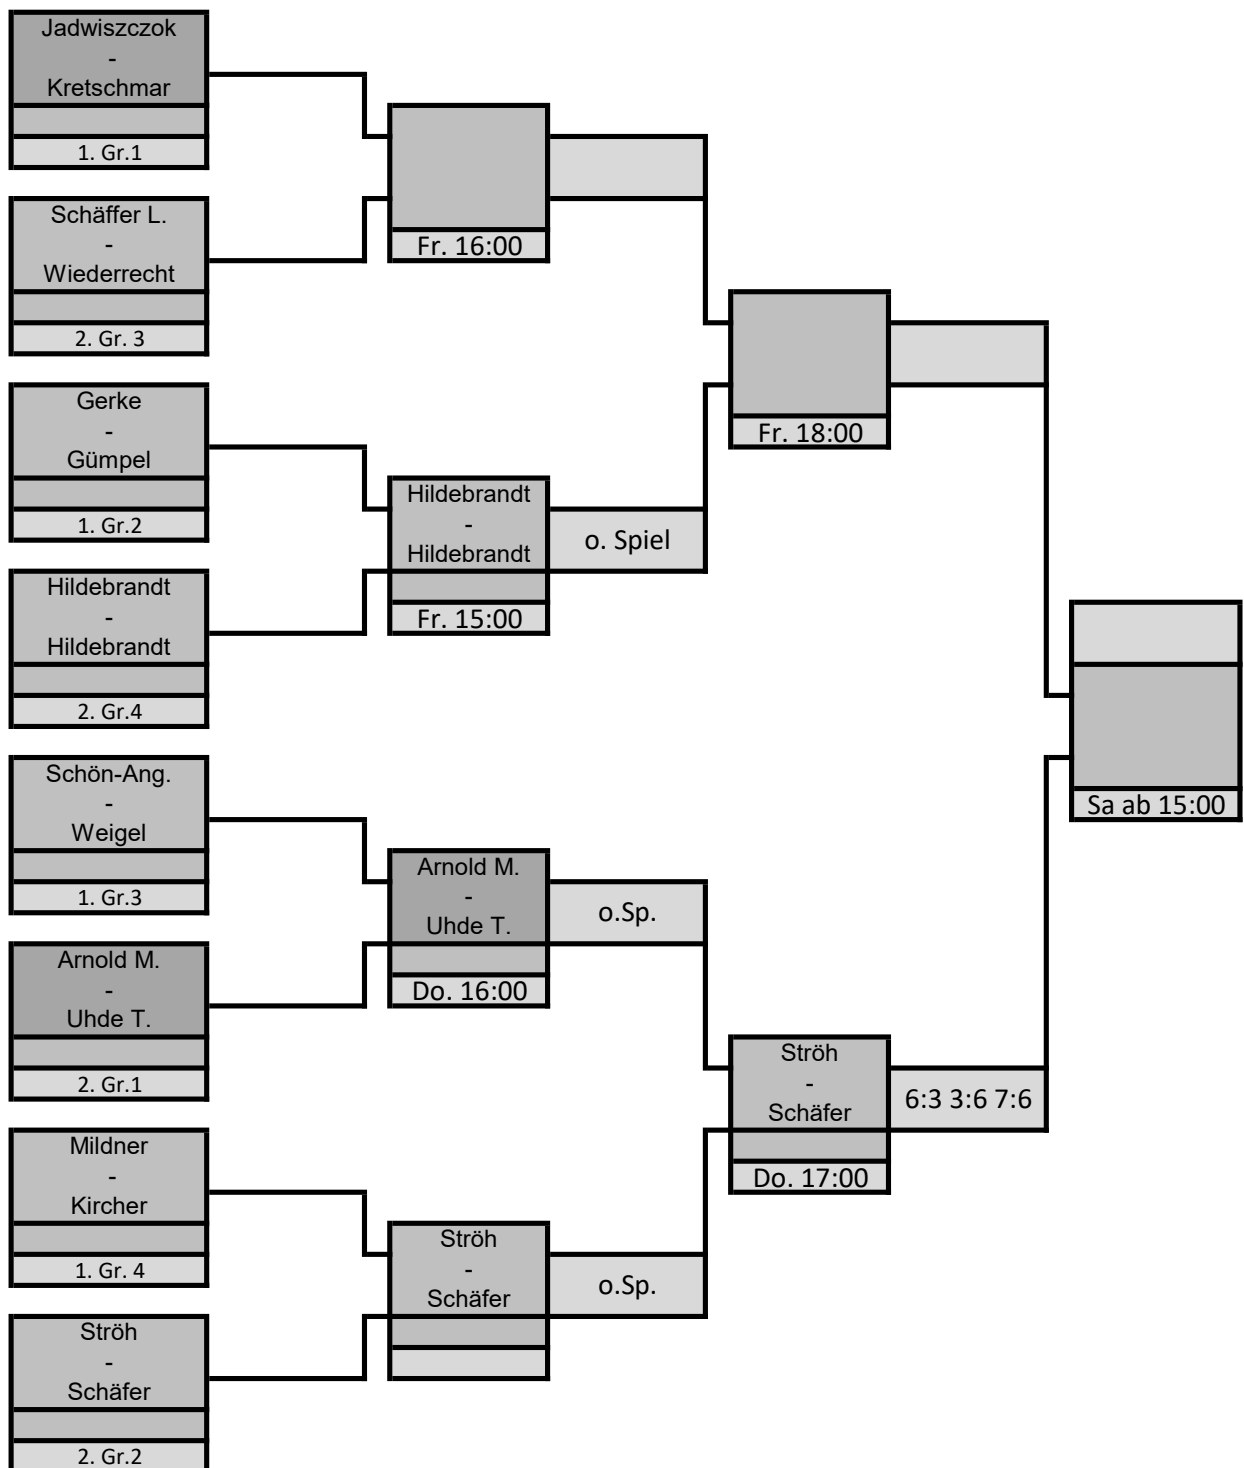 Jadwiszczok
-
Kretschmar
1. Gr.1
Schäffer L.
-
Wiederrecht
2. Gr. 3
Gerke
-
Gümpel
1. Gr.2
Hildebrandt
-
Hildebrandt
2. Gr.4
Schön-Ang.
-
Weigel
1. Gr.3
Arnold M.
-
Uhde T.
2. Gr.1
Mildner
-
Kircher
1. Gr. 4
Ströh
-
Schäfer
2. Gr.2
Fr. 16:00
Hildebrandt
-
Hildebrandt
Fr. 15:00
o. Spiel
Arnold M.
-
Uhde T.
Do. 16:00
o.Sp.
Ströh
-
Schäfer
o.Sp.
Fr. 18:00
Ströh
-
Schäfer
Do. 17:00
6:3 3:6 7:6
Sa ab 15:00